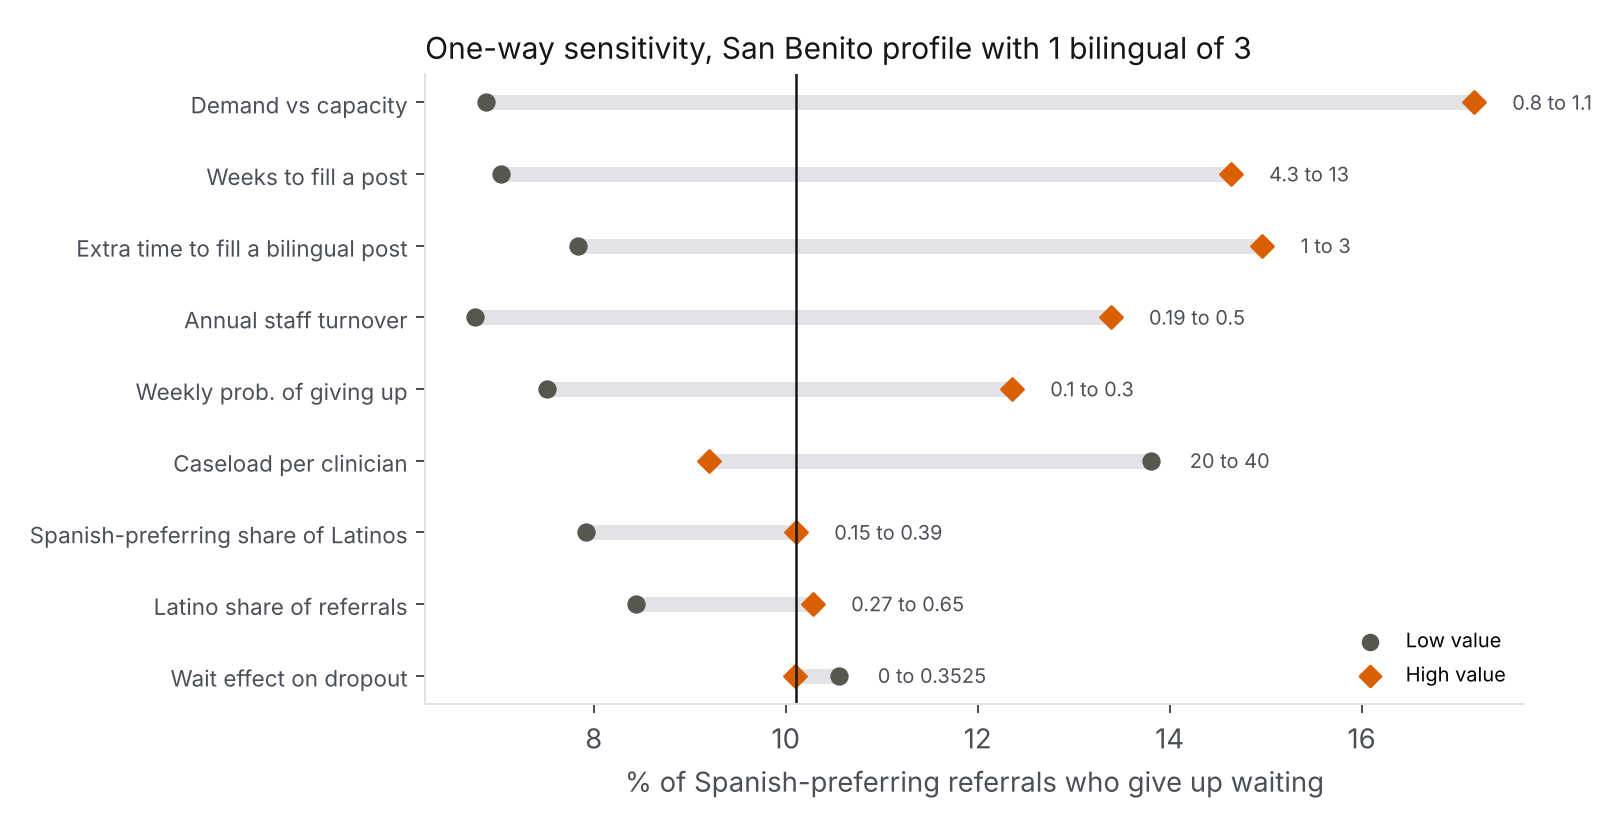 One-way sensitivity, San Benito profile with 1 bilingual of 3
Demand vs capacity 0.8 to 1.1
Weeks to fill a post 4.3 to 13
Extra time to fill a bilingual post 1 to 3
Annual staff turnover 0.19 to 0.5
Weekly prob. of giving up 0.1 to 0.3
Caseload per clinician 20 to 40
Spanish-preferring share of Latinos 0.15 to 0.39
Latino share of referrals 0.27 to 0.65
Low value
Wait effect on dropout 0 to 0.3525
High value
8 10 12 14 16
% of Spanish-preferring referrals who give up waiting